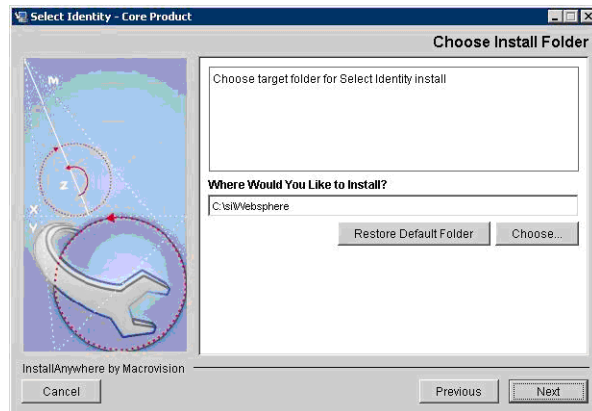 Select Identity - Core Product
Choose Install Folder
Choose target folder for Select Identity install
Where Would You Like to Install?
C:\si\Websphere
Restore Default Folder
Choose...
M
Z
X
Y
InstallAnywhere by Macrovision
Cancel
Previous
Next